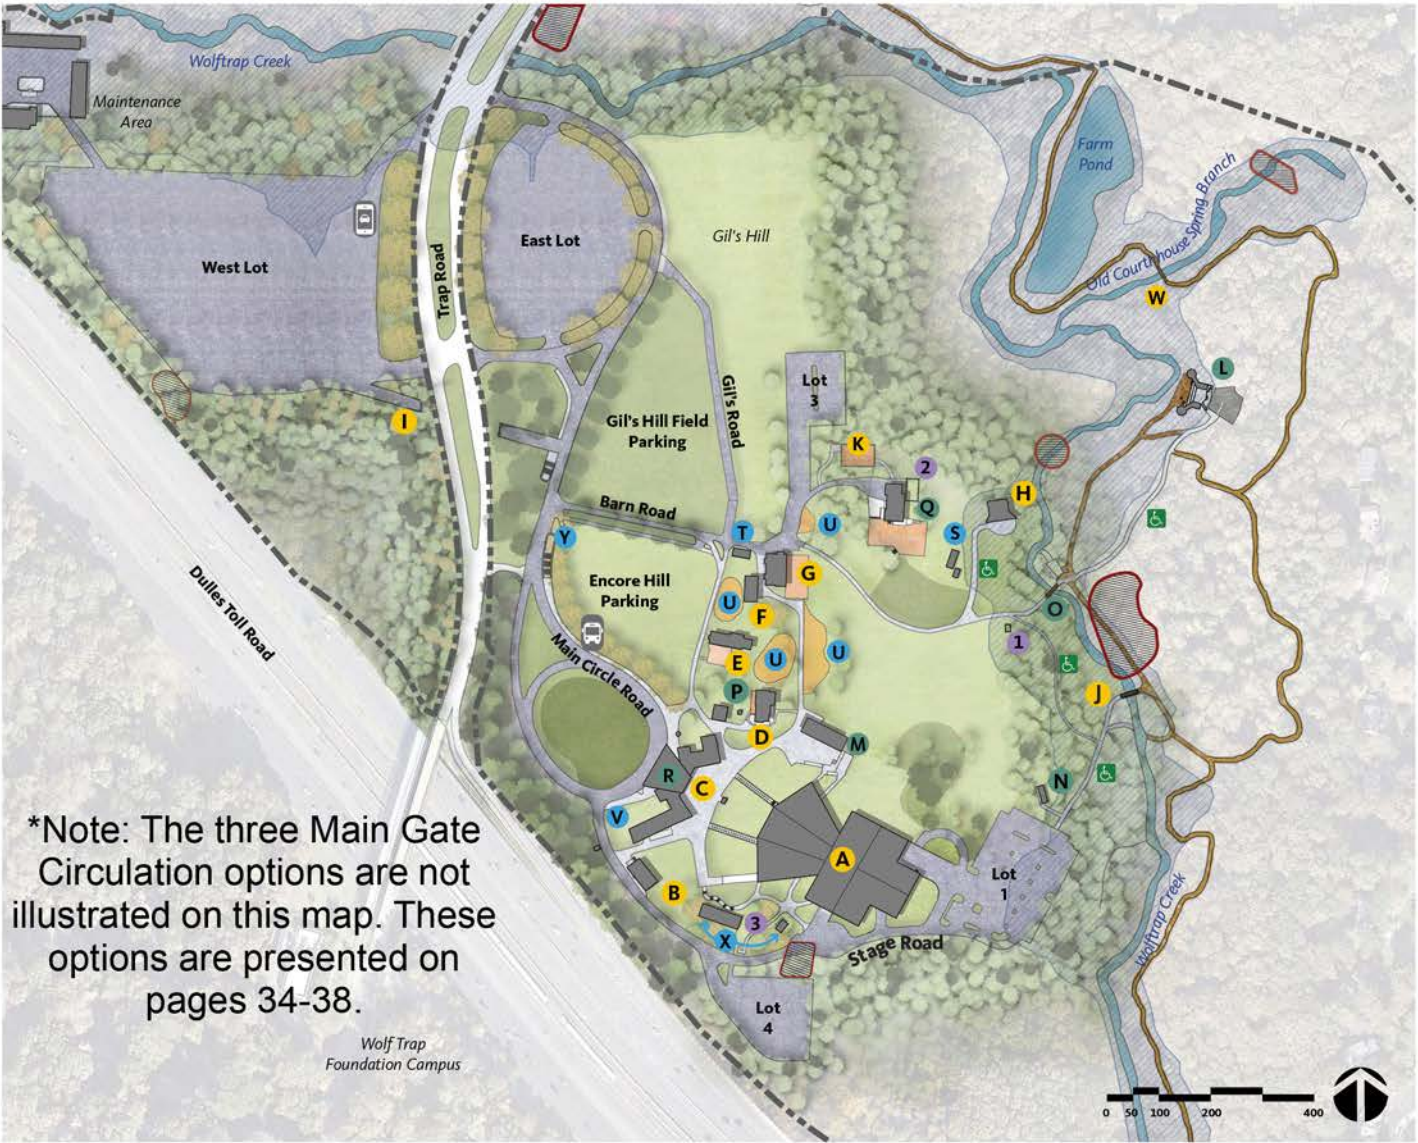 Wolftrap Creek
Maintenance
Area
Farm
Pond
Old Courthouse Spring Branch
West Lot
Trap Road
East Lot
Gil's Hill
W
L
I
Gil's Hill Field
Parking
Gil's Road
Lot
3
K
2
H
Q
Barn Road
Y
T
U
S
Encore Hill
Parking
G
U
F
O
1
Dulles Toll Road
E
U
U
J
P
Main Circle Road
D
M
R
C
N
V
A
*Note: The three Main Gate
Circulation options are not
illustrated on this map. These
options are presented on
pages 34-38.
B
3
X
Lot
1
Stage Road
Wolftrap Creek
Lot
4
Wolf Trap
Foundation Campus
0 50 100 200 400